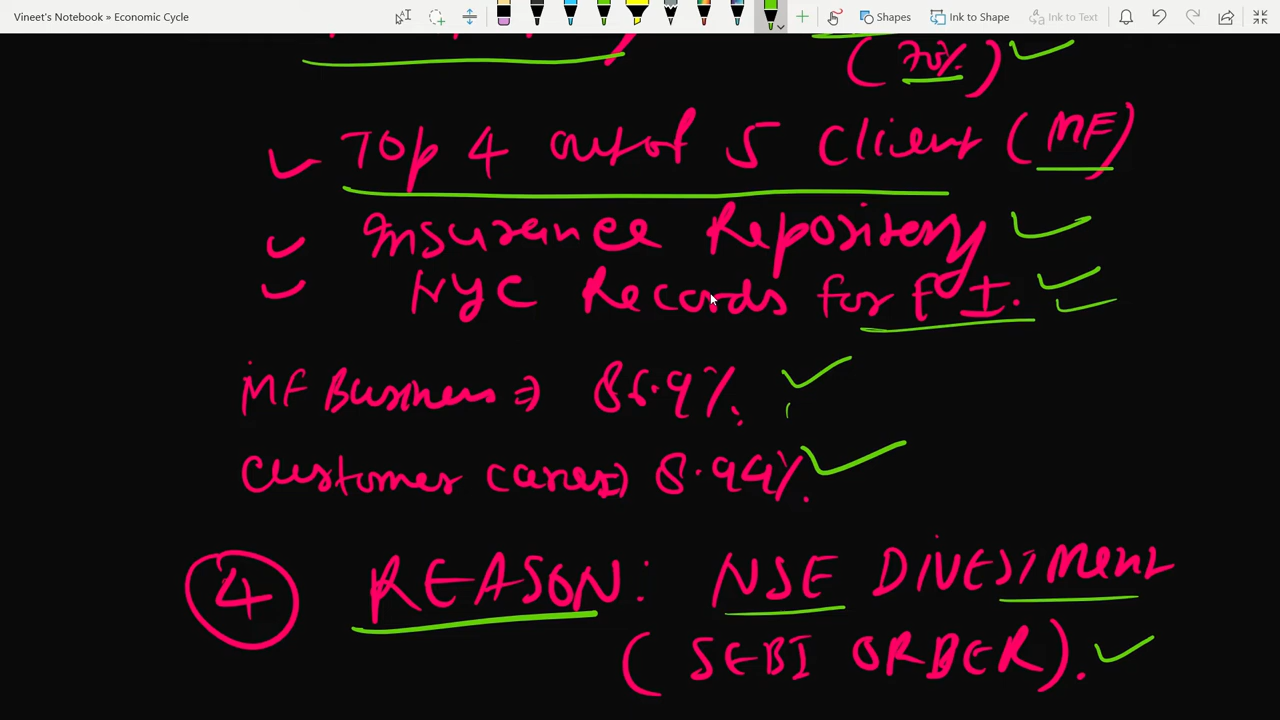 Vineet's Notebook » Economic Cycle
Shapes
Ink to Shape
Ink to Text
(70%)
Top 4 out of 5 Client (MF)
Insurance Repository
KYC Records for F I.
MF Business ⇒ 86.9%.
Customer care ⇒ 8.94%.
4 REASON: NSE DIVESTMENT
(SEBI ORDER).